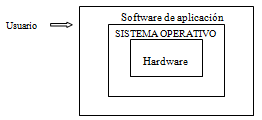 Software de aplicación
Usuario
SISTEMA OPERATIVO
Hardware